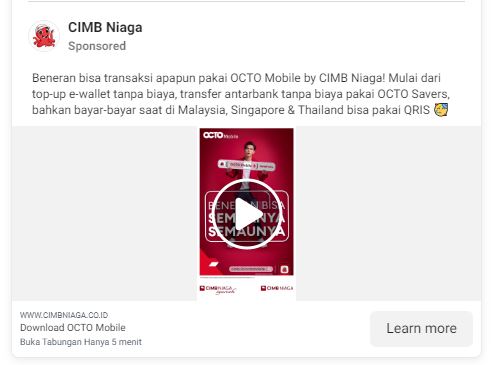 CIMB Niaga
Sponsored
Beneran bisa transaksi apapun pakai OCTO Mobile by CIMB Niaga! Mulai dari
top-up e-wallet tanpa biaya, transfer antarbank tanpa biaya pakai OCTO Savers,
bahkan bayar-bayar saat di Malaysia, Singapore & Thailand bisa pakai QRIS 🥳
OCTO Mobile
octo mobile
BENERAN BISA
SEMUANYA
SEMAUNYA
CIMB NIAGA
CIMB NIAGA
WWW.CIMBNIAGA.CO.ID
Download OCTO Mobile
Buka Tabungan Hanya 5 menit
Learn more